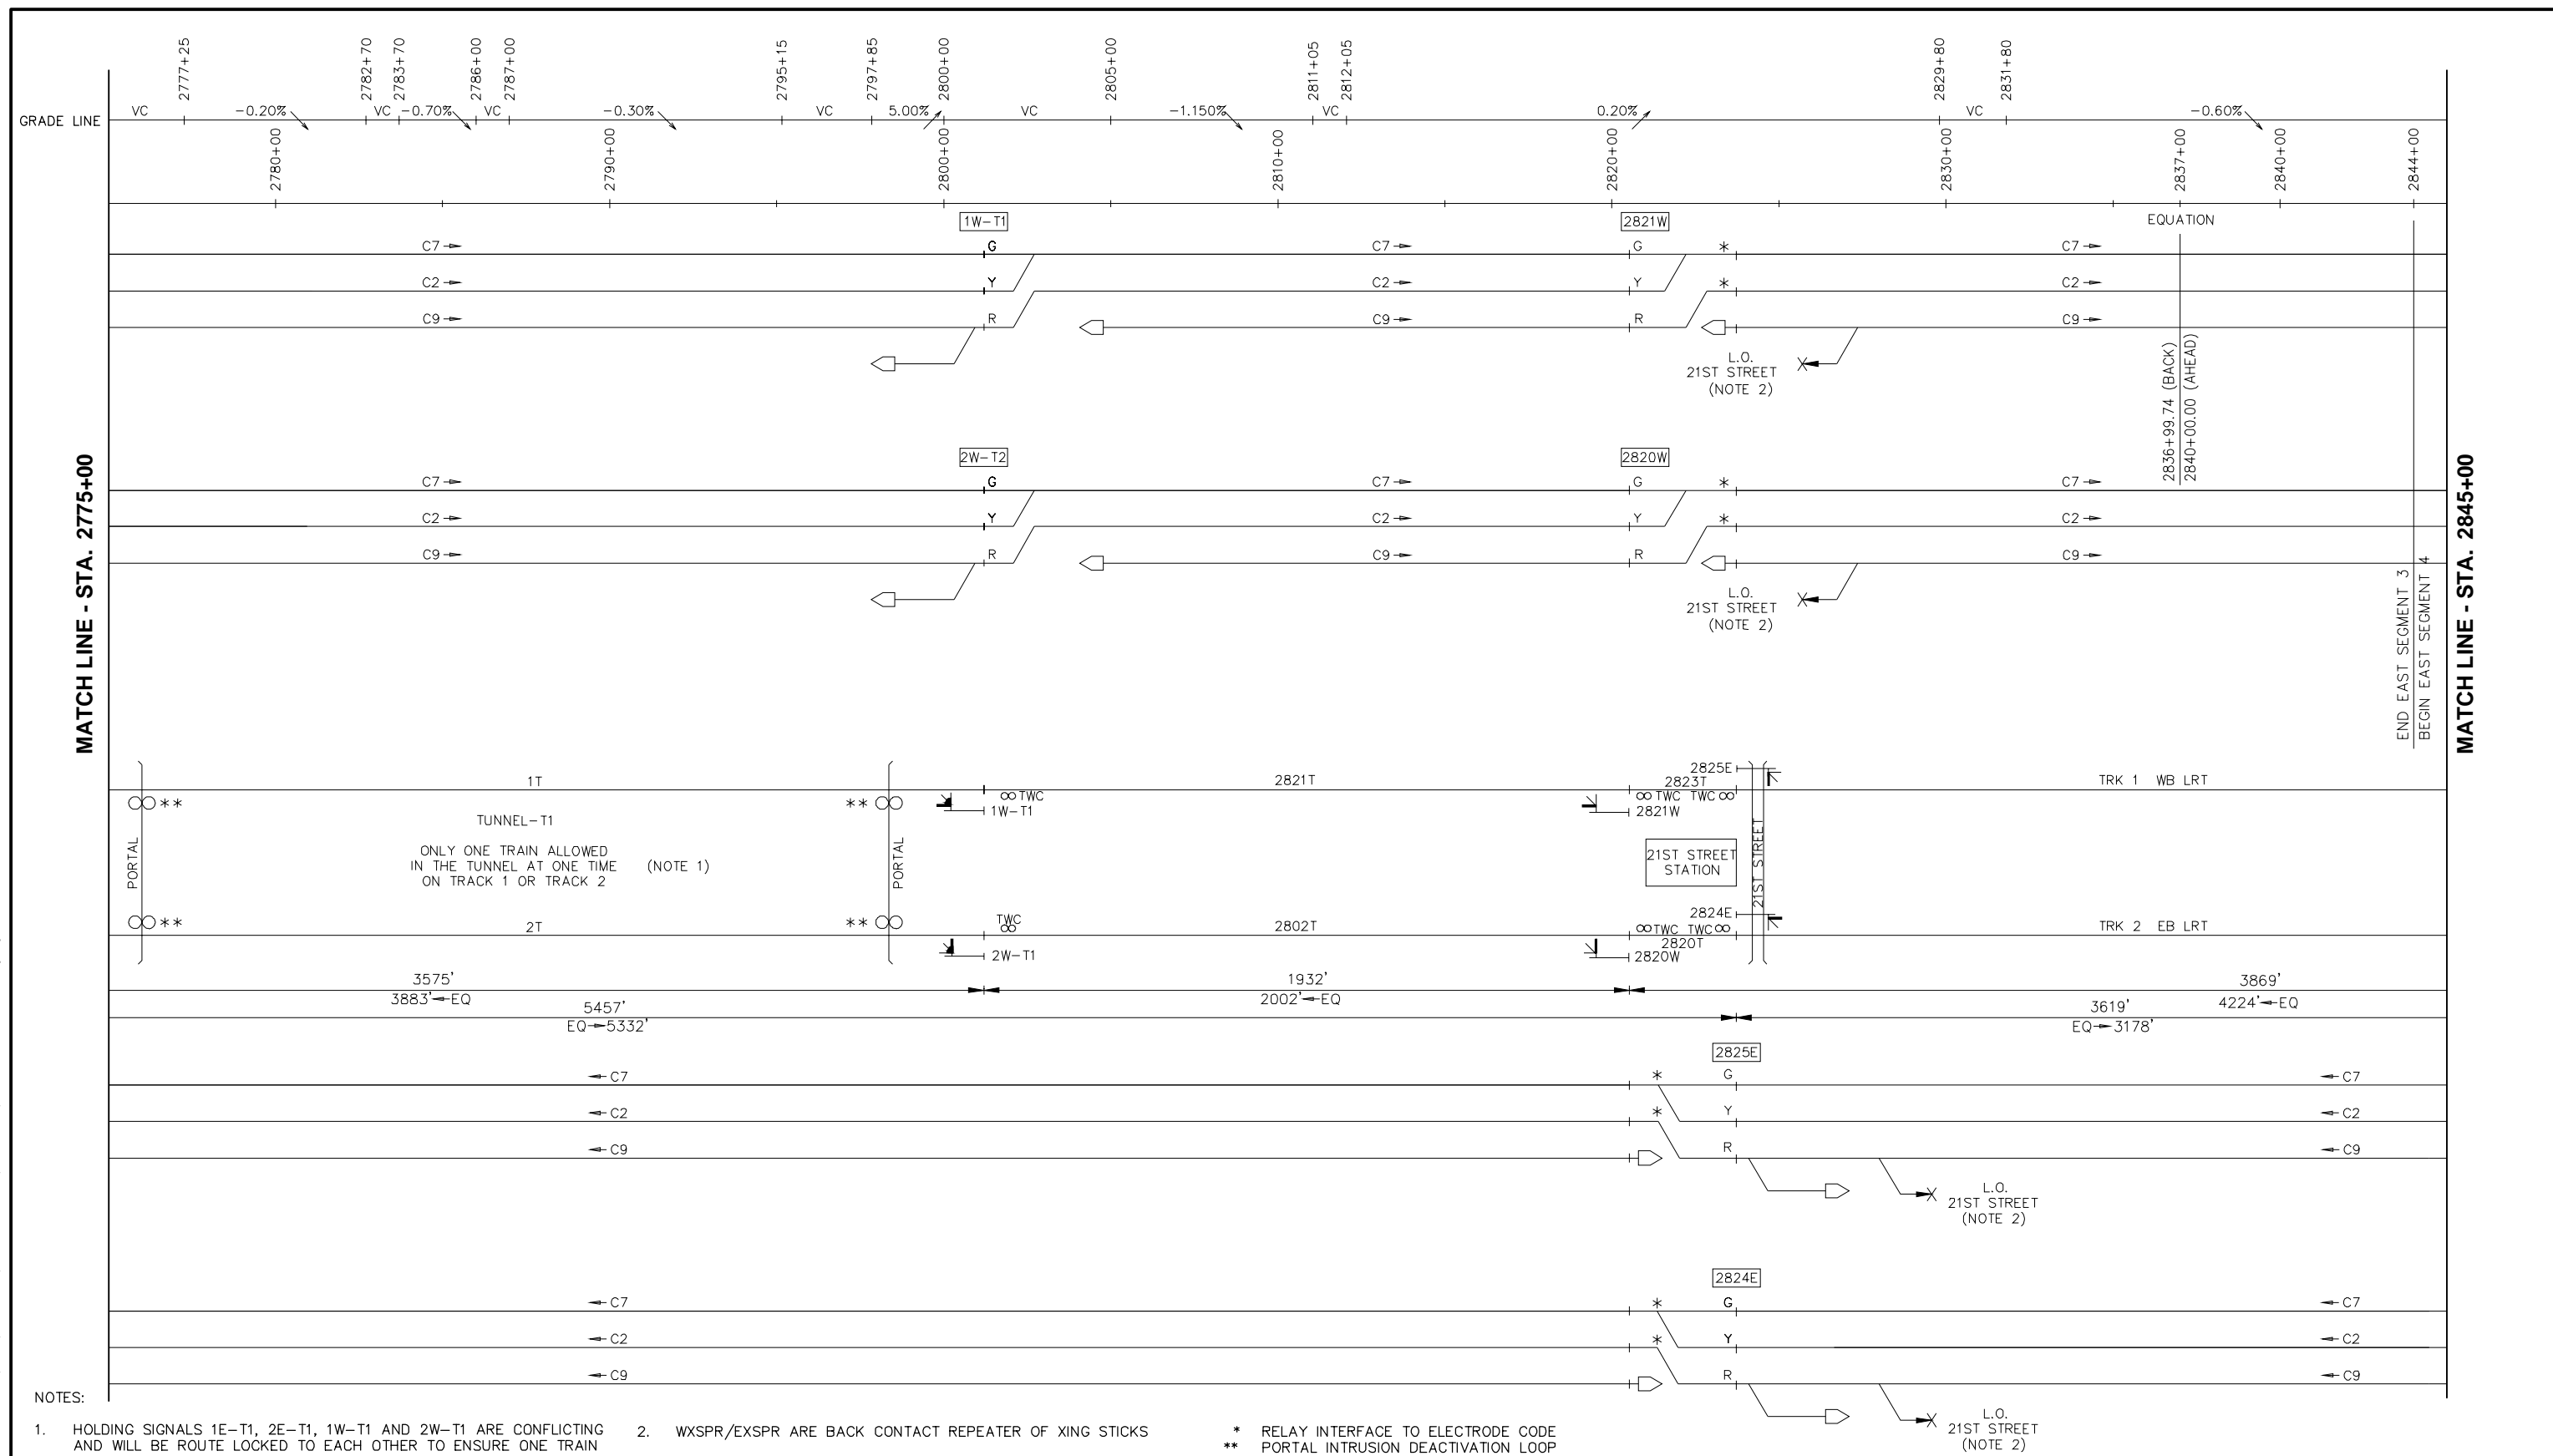 2777+25
2782+70
2783+70
2786+00
2787+00
2795+15
2797+85
2800+00
2805+00
2811+05
2812+05
2829+80
2831+80
GRADE LINE
VC
-0.20%
VC
-0.70%
VC
-0.30%
VC
5.00%
VC
-1.150%
VC
0.20%
VC
-0.60%
2780+00
2790+00
2800+00
2810+00
2820+00
2830+00
2837+00
2840+00
2844+00
1W-T1
2821W
EQUATION
C7
G
C7
G
*
C7
C2
Y
C2
Y
*
C2
C9
R
C9
R
C9
L.O.
21ST STREET
(NOTE 2)
2836+99.74 (BACK)
2840+00.00 (AHEAD)
MATCH LINE - STA. 2775+00
MATCH LINE - STA. 2845+00
2W-T2
2820W
C7
G
C7
G
*
C7
C2
Y
C2
Y
*
C2
C9
R
C9
R
C9
L.O.
21ST STREET
(NOTE 2)
END EAST SEGMENT 3
BEGIN EAST SEGMENT 4
1T
2821T
2825E
2823T
TRK 1 WB LRT
**
**
TWC
TWC TWC
1W-T1
2821W
TUNNEL-T1
PORTAL
ONLY ONE TRAIN ALLOWED
IN THE TUNNEL AT ONE TIME (NOTE 1)
ON TRACK 1 OR TRACK 2
PORTAL
21ST STREET
STATION
21ST STREET
**
**
2T
TWC
2802T
2824E
TWC TWC
2820T
TRK 2 EB LRT
2W-T1
2820W
3575'
1932'
3869'
3883' EQ
2002' EQ
4224' EQ
5457'
3619'
EQ 5332'
EQ 3178'
2825E
C7
*
G
C7
C2
*
Y
C2
C9
R
C9
L.O.
21ST STREET
(NOTE 2)
2824E
C7
*
G
C7
C2
*
Y
C2
C9
R
C9
L.O.
21ST STREET
(NOTE 2)
NOTES:
1. HOLDING SIGNALS 1E-T1, 2E-T1, 1W-T1 AND 2W-T1 ARE CONFLICTING
AND WILL BE ROUTE LOCKED TO EACH OTHER TO ENSURE ONE TRAIN
2. WXSPR/EXSPR ARE BACK CONTACT REPEATER OF XING STICKS
* RELAY INTERFACE TO ELECTRODE CODE
** PORTAL INTRUSION DEACTIVATION LOOP